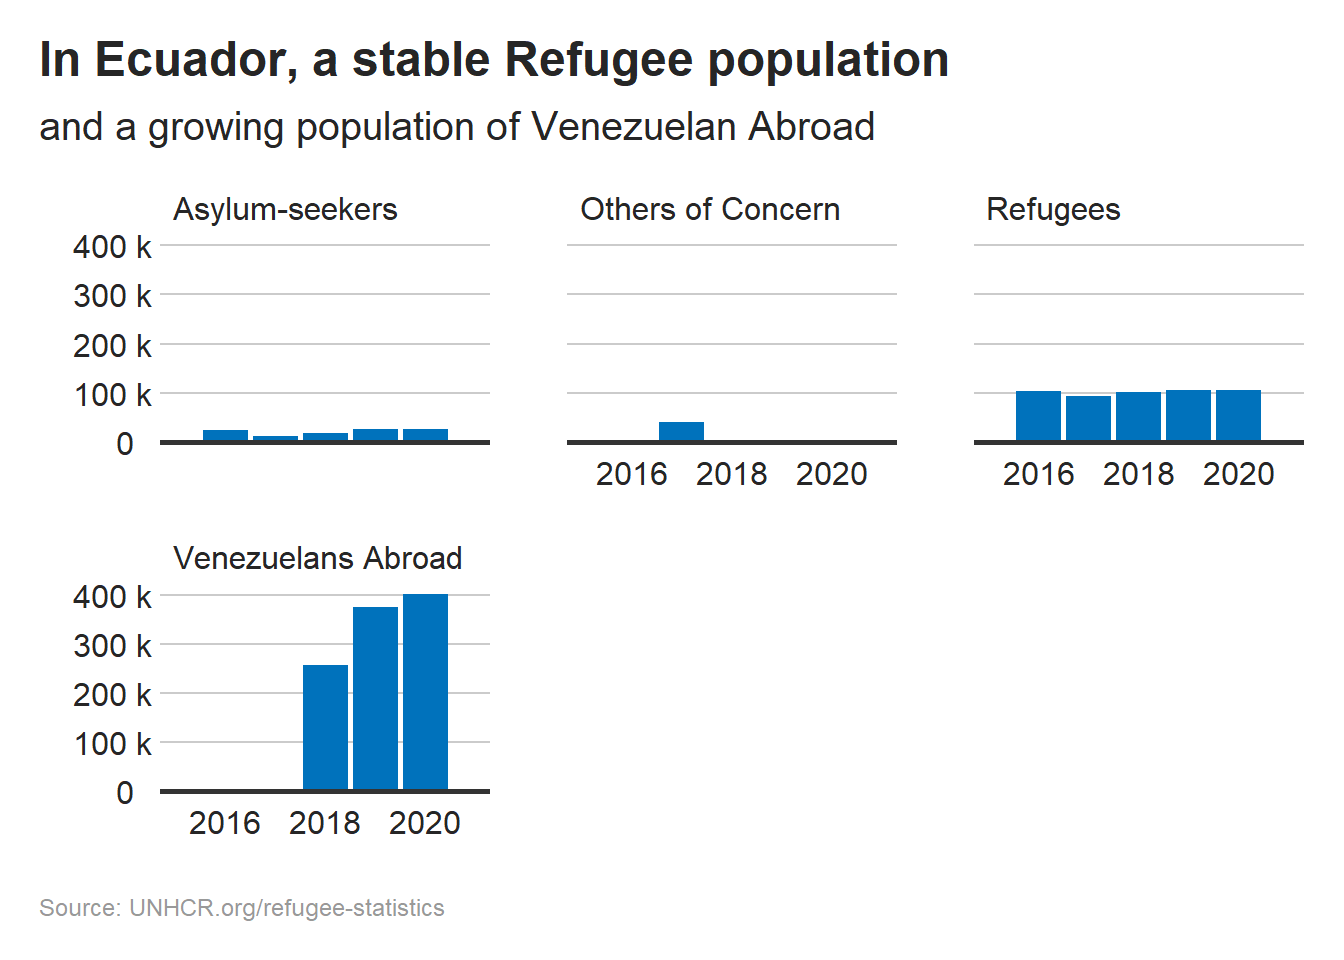 In Ecuador, a stable Refugee population
and a growing population of Venezuelan Abroad
Asylum-seekers
Others of Concern
Refugees
400 k
300 k
200 k
100 k
0
2016 2018 2020
2016 2018 2020
Venezuelans Abroad
400 k
300 k
200 k
100 k
0
2016 2018 2020
Source: UNHCR.org/refugee-statistics